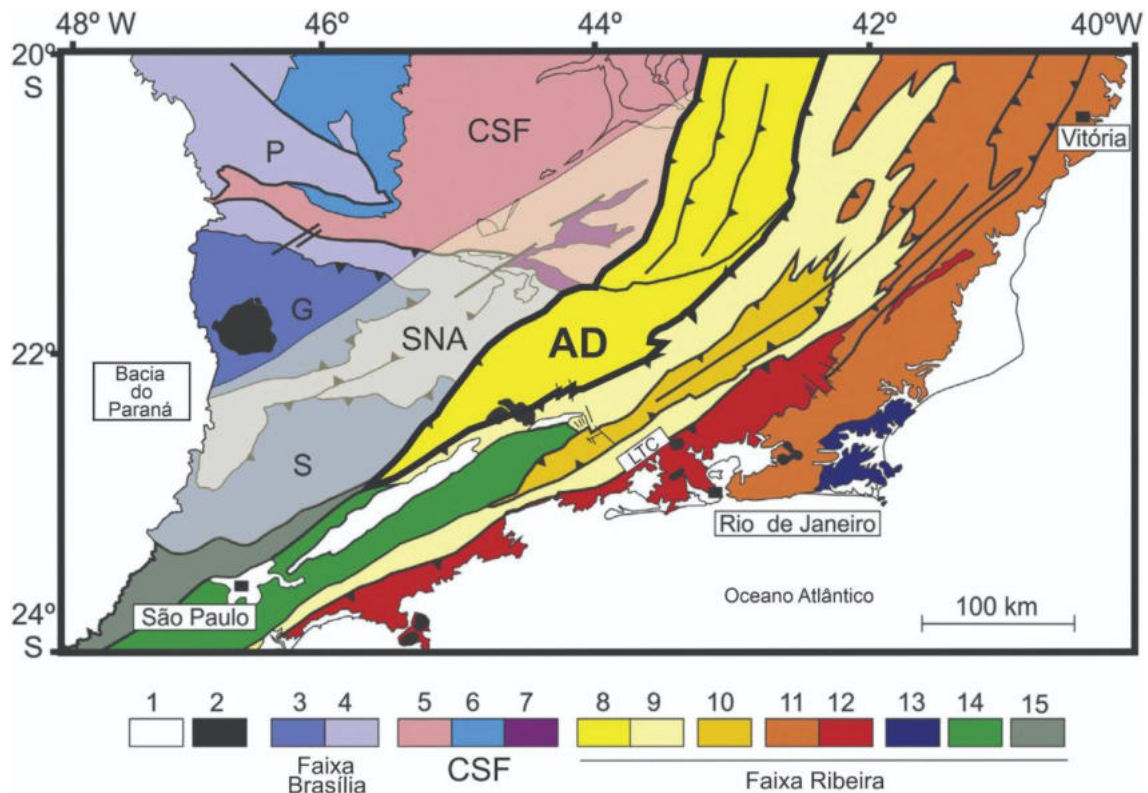 48º W 46º 44º 42º 40ºW
20º
S
CSF
P
Vitória
G
SNA
AD
22º
Bacia
do
Paraná
S
LTC
Rio de Janeiro
São Paulo
Oceano Atlântico
24º
S
100 km
1 2 3 4 5 6 7 8 9 10 11 12 13 14 15
Faixa
Brasília
CSF
Faixa Ribeira